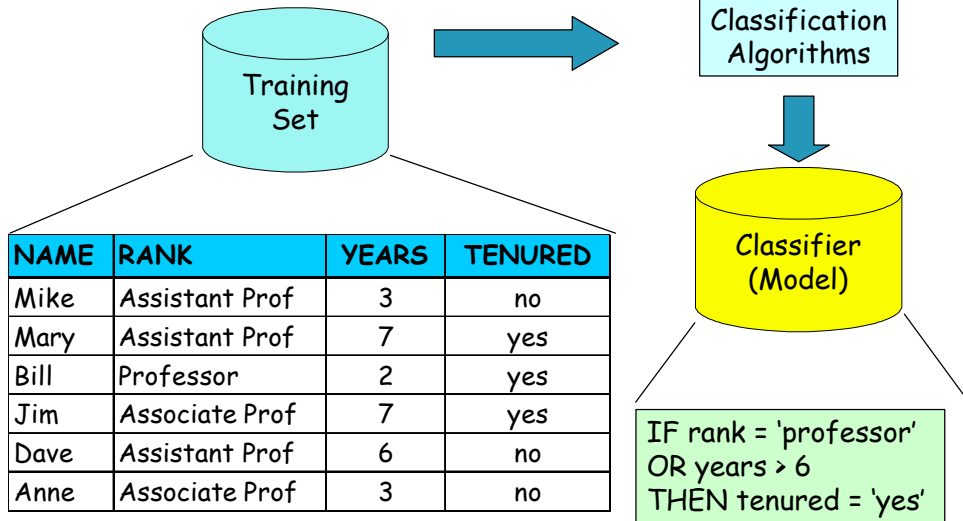 Training
Set
Classification
Algorithms
NAME RANK YEARS TENURED
Mike Assistant Prof 3 no
Mary Assistant Prof 7 yes
Bill Professor 2 yes
Jim Associate Prof 7 yes
Dave Assistant Prof 6 no
Anne Associate Prof 3 no
Classifier
(Model)
IF rank = ‘professor’
OR years > 6
THEN tenured = ‘yes’